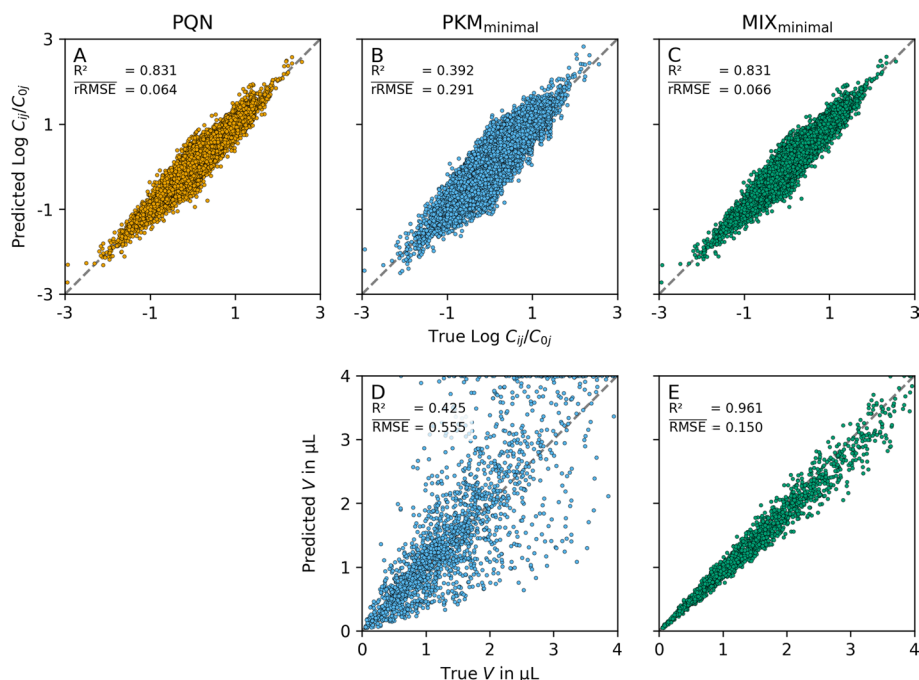 PQN
PKM minimal
MIX minimal
A
R² = 0.831
rRMSE = 0.064
B
R² = 0.392
rRMSE = 0.291
C
R² = 0.831
rRMSE = 0.066
Predicted Log Cij/C0j
3
1
-1
-3
-3 -1 1 3
-3 -1 1 3
-3 -1 1 3
True Log Cij/C0j
D
R² = 0.425
RMSE = 0.555
E
R² = 0.961
RMSE = 0.150
Predicted V in µL
4
3
2
1
0
0 1 2 3 4
0 1 2 3 4
True V in µL